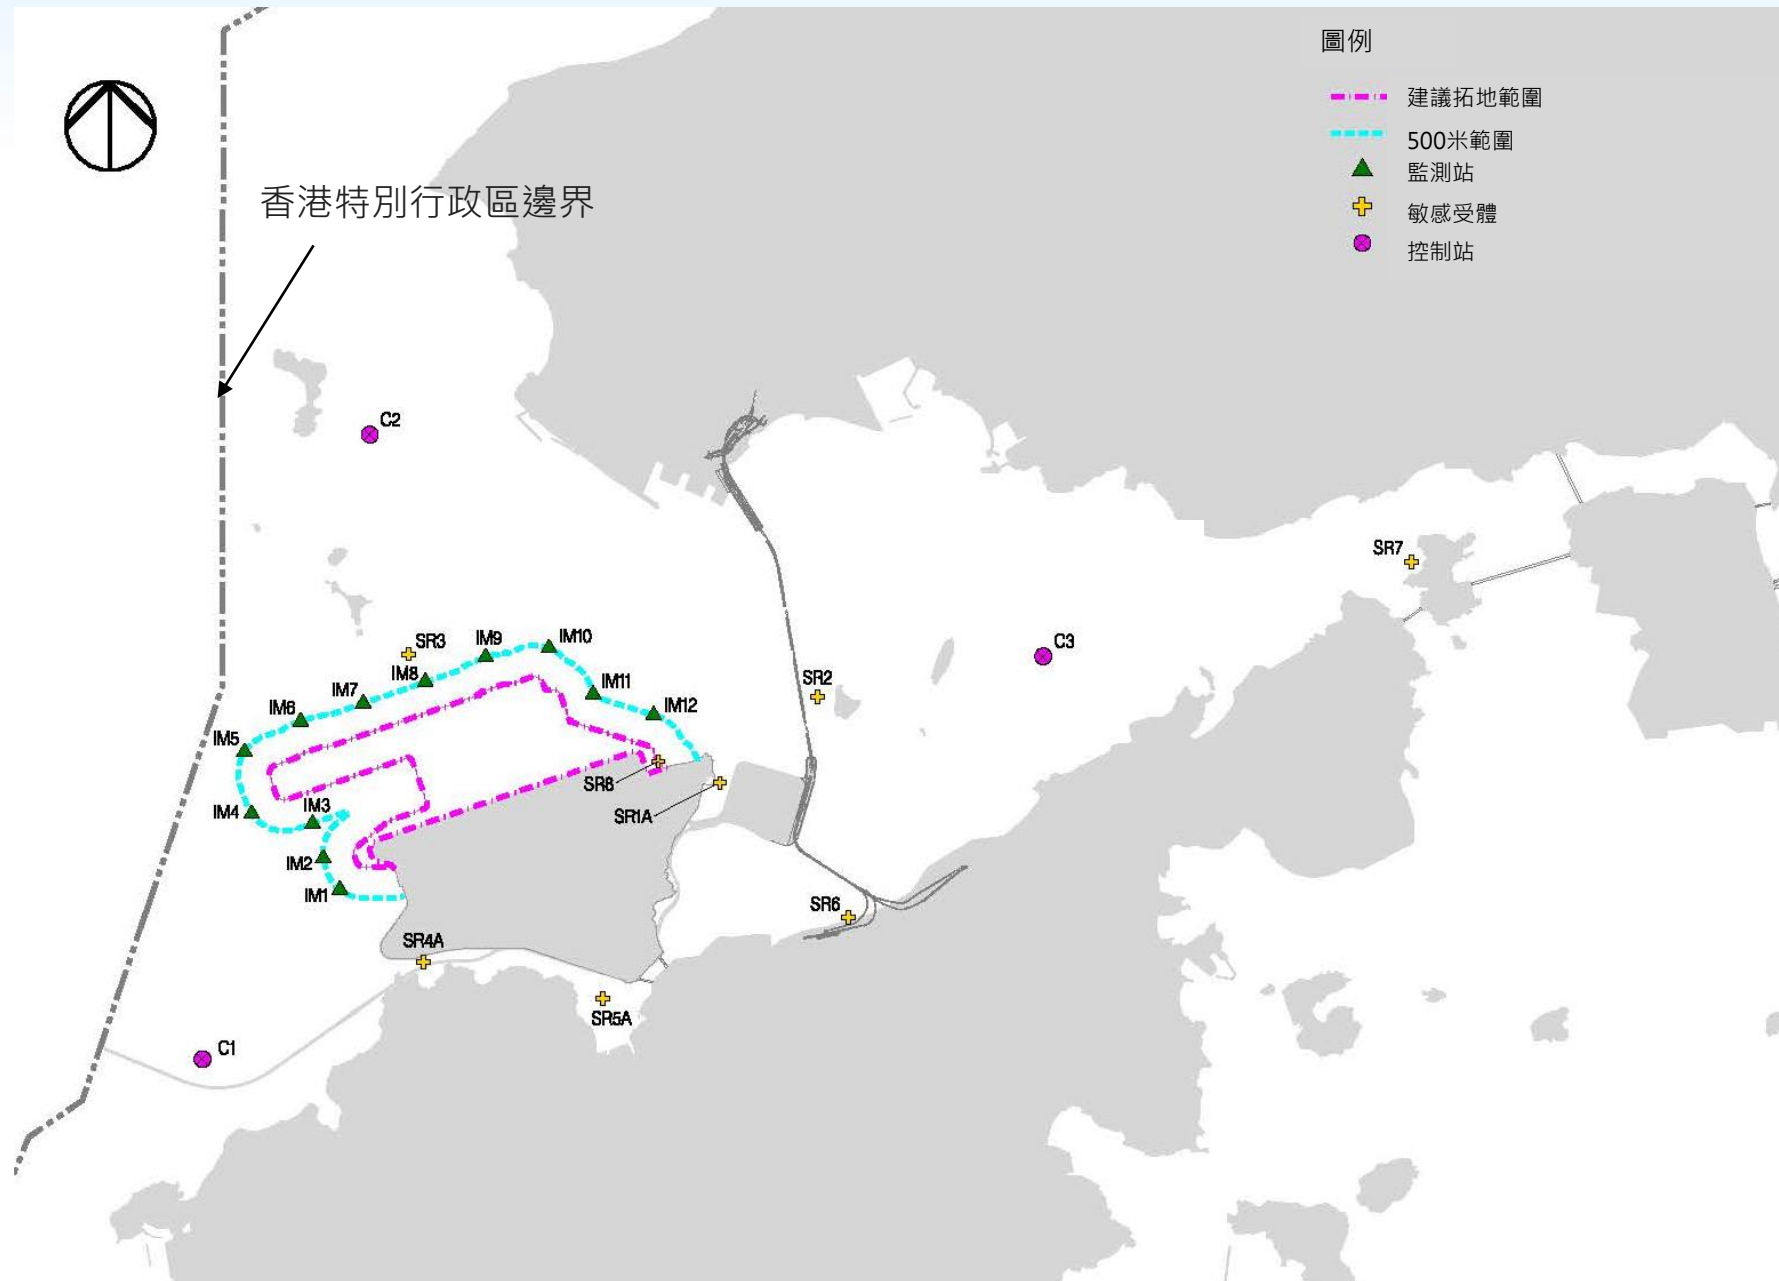 圖例
建議拓地範圍
500米範圍
監測站
敏感受體
控制站
香港特別行政區邊界
C2
SR7
SR3
IM9
IM10
C3
IM8
SR2
IM7
IM11
IM6
IM12
IM5
SR8
IM4
IM3
SR1A
IM2
IM1
SR6
SR4A
SR5A
C1